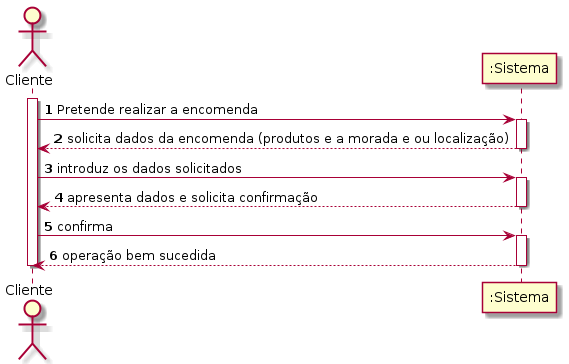 Cliente
:Sistema
1 Pretende realizar a encomenda
2 solicita dados da encomenda (produtos e a morada e ou localização)
3 introduz os dados solicitados
4 apresenta dados e solicita confirmação
5 confirma
6 operação bem sucedida
Cliente
:Sistema